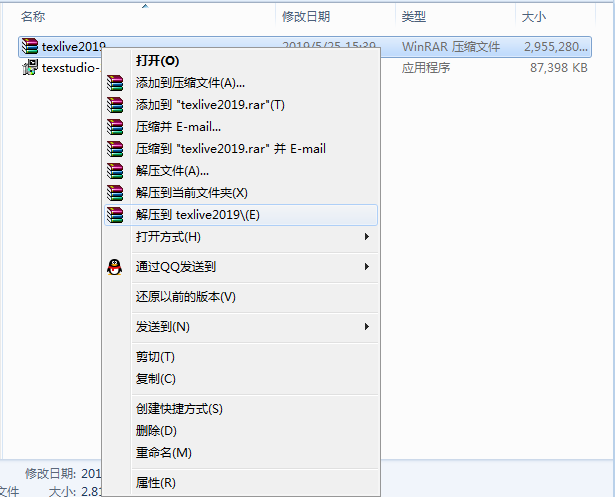 名称 修改日期 类型 大小
texlive2019 2019/5/25 15:39 WinRAR 压缩文件 2,955,280...
texstudio- 应用程序 87,398 KB
打开(O)
添加到压缩文件(A)...
添加到 "texlive2019.rar"(T)
压缩并 E-mail...
压缩到 "texlive2019.rar" 并 E-mail
解压文件(A)...
解压到当前文件夹(X)
解压到 texlive2019\(E)
打开方式(H)
通过QQ发送到
还原以前的版本(V)
发送到(N)
剪切(T)
复制(C)
创建快捷方式(S)
删除(D)
重命名(M)
属性(R)
修改日期: 201
文件 大小: 2.81